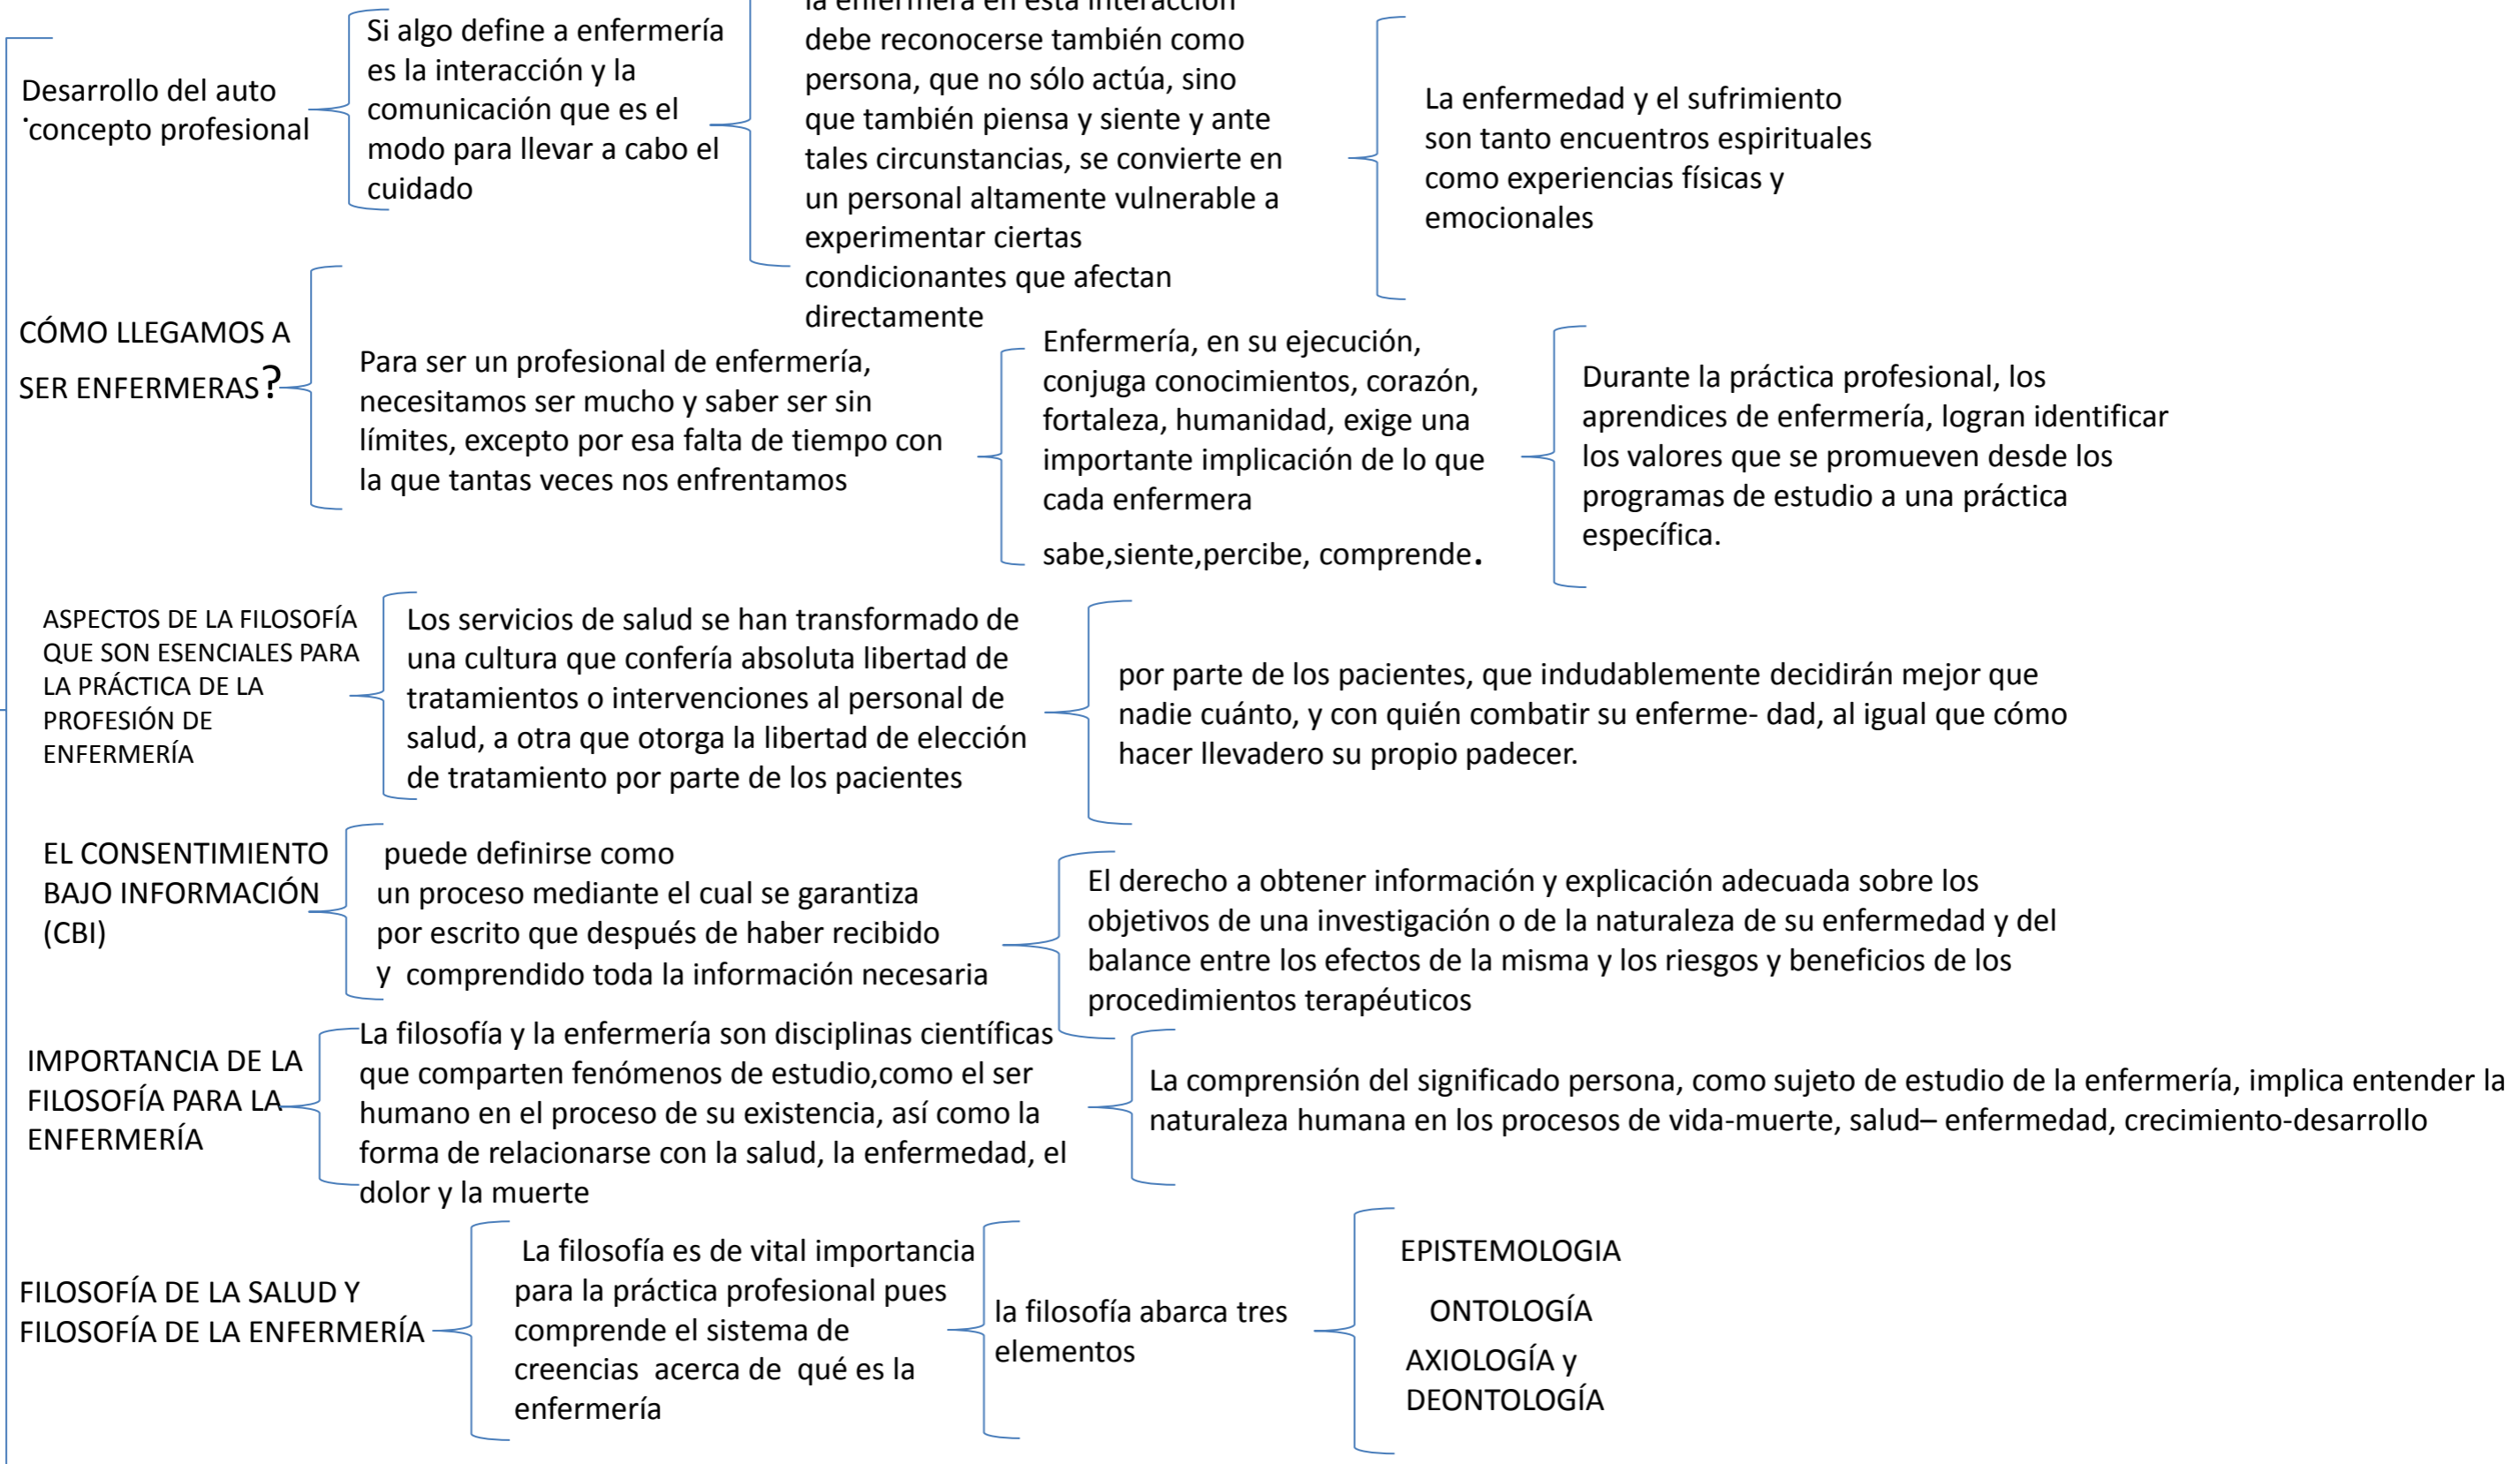 Desarrollo del auto
concepto profesional
Si algo define a enfermería
es la interacción y la
comunicación que es el
modo para llevar a cabo el
cuidado
la enfermera en esta interacción
debe reconocerse también como
persona, que no sólo actúa, sino
que también piensa y siente y ante
tales circunstancias, se convierte en
un personal altamente vulnerable a
experimentar ciertas
condicionantes que afectan
directamente
La enfermedad y el sufrimiento
son tanto encuentros espirituales
como experiencias físicas y
emocionales
CÓMO LLEGAMOS A
SER ENFERMERAS?
Para ser un profesional de enfermería,
necesitamos ser mucho y saber ser sin
límites, excepto por esa falta de tiempo con
la que tantas veces nos enfrentamos
Enfermería, en su ejecución,
conjuga conocimientos, corazón,
fortaleza, humanidad, exige una
importante implicación de lo que
cada enfermera
sabe,siente,percibe, comprende.
Durante la práctica profesional, los
aprendices de enfermería, logran identificar
los valores que se promueven desde los
programas de estudio a una práctica
específica.
ASPECTOS DE LA FILOSOFÍA
QUE SON ESENCIALES PARA
LA PRÁCTICA DE LA
PROFESIÓN DE
ENFERMERÍA
Los servicios de salud se han transformado de
una cultura que confería absoluta libertad de
tratamientos o intervenciones al personal de
salud, a otra que otorga la libertad de elección
de tratamiento por parte de los pacientes
por parte de los pacientes, que indudablemente decidirán mejor que
nadie cuánto, y con quién combatir su enferme- dad, al igual que cómo
hacer llevadero su propio padecer.
EL CONSENTIMIENTO
BAJO INFORMACIÓN
(CBI)
puede definirse como
un proceso mediante el cual se garantiza
por escrito que después de haber recibido
y comprendido toda la información necesaria
El derecho a obtener información y explicación adecuada sobre los
objetivos de una investigación o de la naturaleza de su enfermedad y del
balance entre los efectos de la misma y los riesgos y beneficios de los
procedimientos terapéuticos
IMPORTANCIA DE LA
FILOSOFÍA PARA LA
ENFERMERÍA
La filosofía y la enfermería son disciplinas científicas
que comparten fenómenos de estudio,como el ser
humano en el proceso de su existencia, así como la
forma de relacionarse con la salud, la enfermedad, el
dolor y la muerte
La comprensión del significado persona, como sujeto de estudio de la enfermería, implica entender la
naturaleza humana en los procesos de vida-muerte, salud– enfermedad, crecimiento-desarrollo
FILOSOFÍA DE LA SALUD Y
FILOSOFÍA DE LA ENFERMERÍA
La filosofía es de vital importancia
para la práctica profesional pues
comprende el sistema de
creencias acerca de qué es la
enfermería
la filosofía abarca tres
elementos
EPISTEMOLOGIA
ONTOLOGÍA
AXIOLOGÍA y
DEONTOLOGÍA